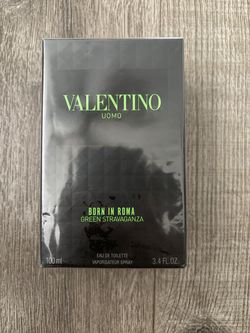 VALENTINO
UOMO
BORN IN ROMA
GREEN STRAVAGANZA
EAU DE TOILETTE
100 ml VAPORISATEUR SPRAY 3.4 FL.OZ